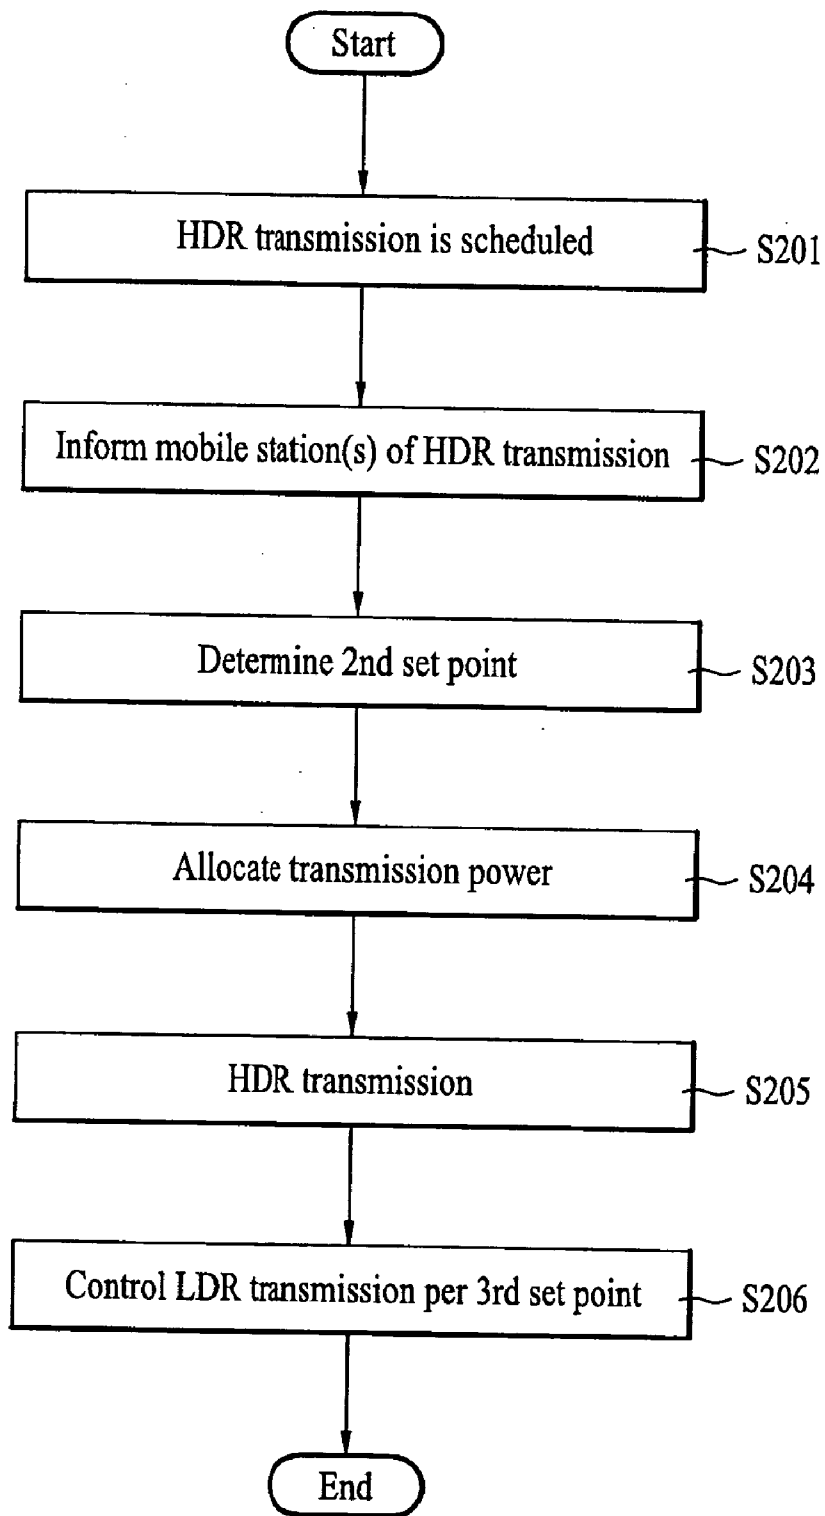 Start
HDR transmission is scheduled
S201
Inform mobile station(s) of HDR transmission
S202
Determine 2nd set point
S203
Allocate transmission power
S204
HDR transmission
S205
Control LDR transmission per 3rd set point
S206
End